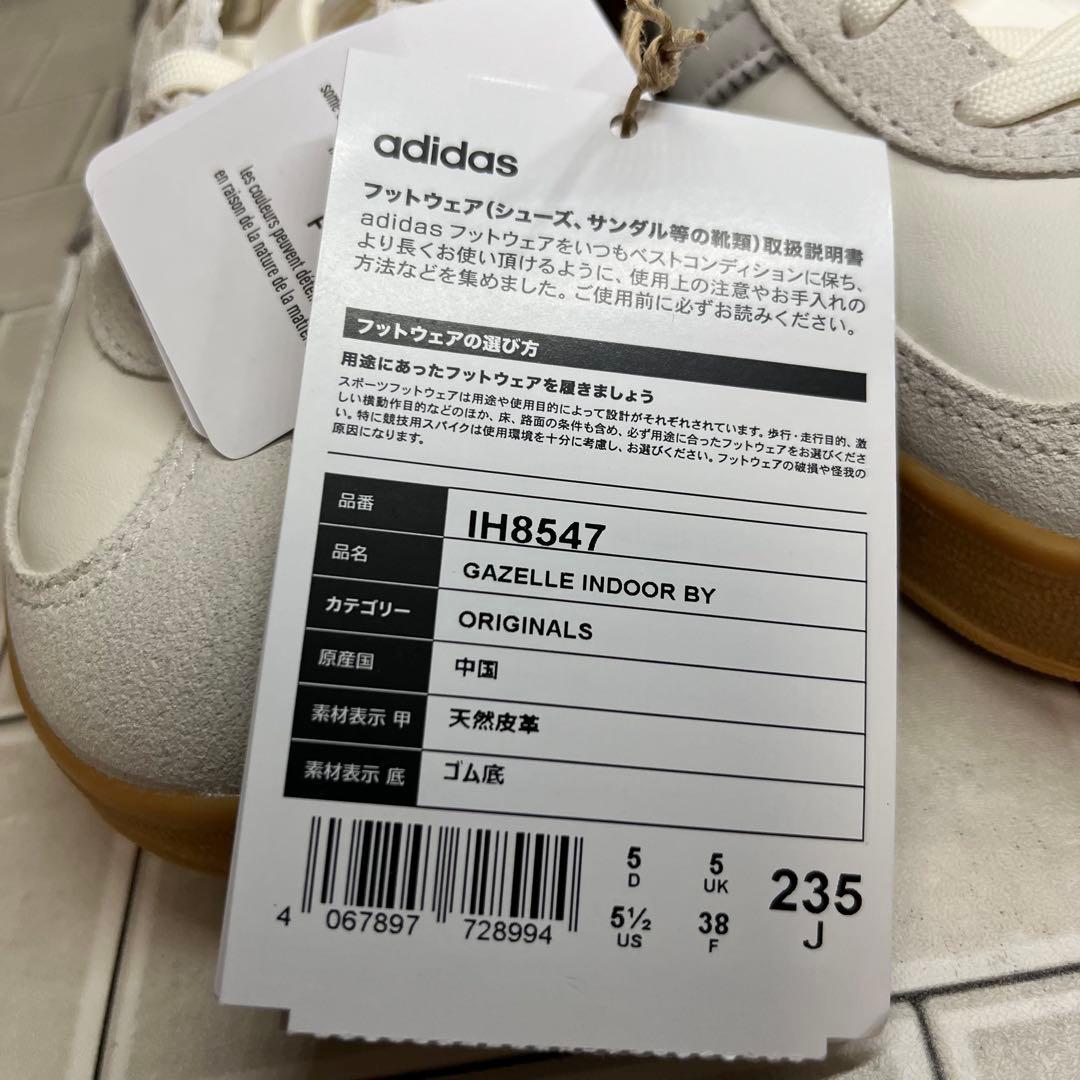 adidas
フットウェア(シューズ、サンダル等の靴類)取扱説明書
adidas フットウェアをいつもベストコンディションに保ち、
より長くお使い頂けるように、使用上の注意やお手入れの
方法などを集めました。ご使用前に必ずお読みください。
フットウェアの選び方
用途にあったフットウェアを履きましょう
スポーツフットウェアは用途や使用目的によって設計がそれぞれされています。歩行・走行目的、激
しい横動作目的などのほか、床、路面の条件も含め、必ず用途に合ったフットウェアをお選びくださ
い。特に競技用スパイクは使用環境を十分に考慮し、お選びください。フットウェアの破損や怪我の
原因になります。
品番 IH8547
品名 GAZELLE INDOOR BY
カテゴリー ORIGINALS
原産国 中国
素材表示 甲 天然皮革
素材表示 底 ゴム底
4 067897 728994
5 D
5 UK
5½ US
38 F
235 J
some
les couleurs peuvent
en raison de la nature de la